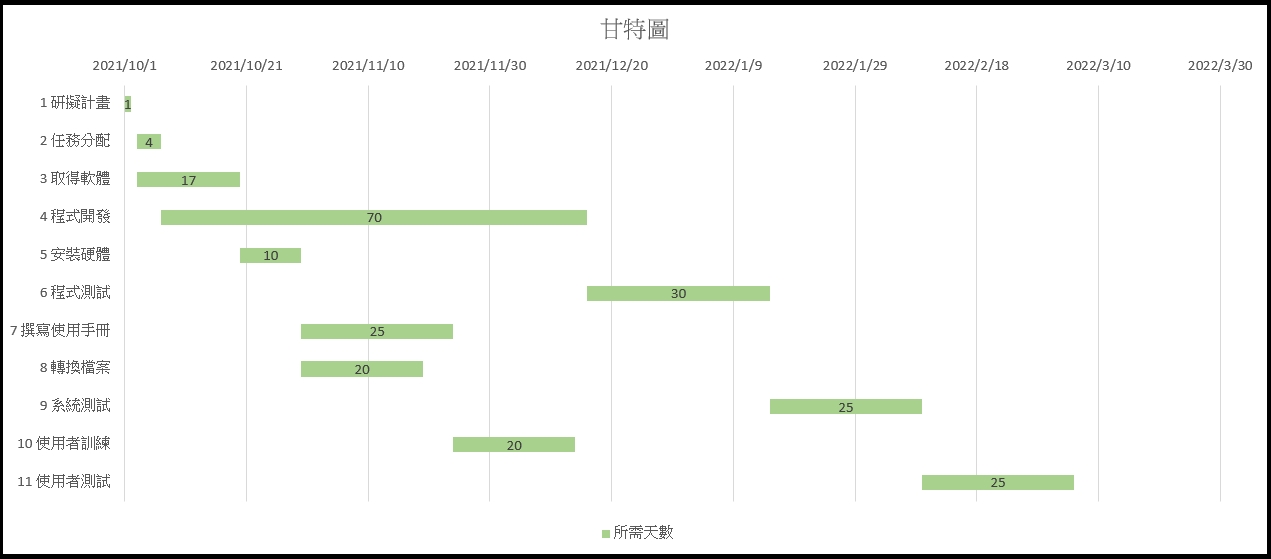 甘特圖
2021/10/1 2021/10/21 2021/11/10 2021/11/30 2021/12/20 2022/1/9 2022/1/29 2022/2/18 2022/3/10 2022/3/30
1 研擬計畫 1
2 任務分配 4
3 取得軟體 17
4 程式開發 70
5 安裝硬體 10
6 程式測試 30
7 撰寫使用手冊 25
8 轉換檔案 20
9 系統測試 25
10 使用者訓練 20
11 使用者測試 25
所需天數